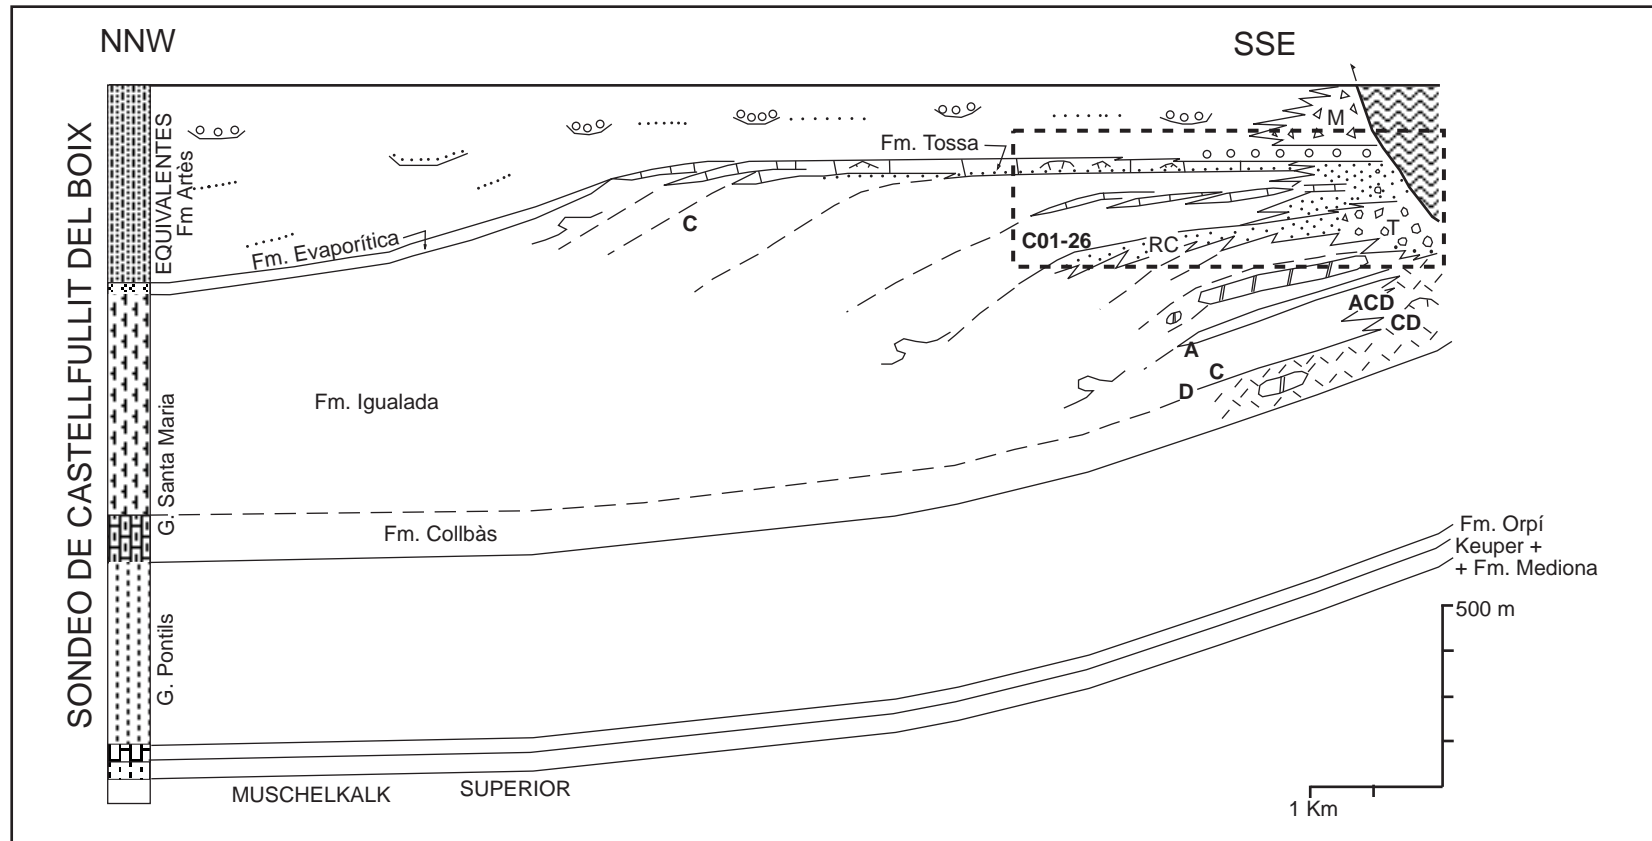 NNW
SSE
SONDEO DE CASTELLFULLIT DEL BOIX
EQUIVALENTES
Fm Artès
G. Santa Maria
G. Pontils
Fm. Evaporítica
Fm. Tossa
M
C
C01-26
RC
T
ACD
CD
A
C
D
Fm. Igualada
Fm. Collbàs
Fm. Orpí
Keuper +
+ Fm. Mediona
500 m
1 Km
MUSCHELKALK SUPERIOR